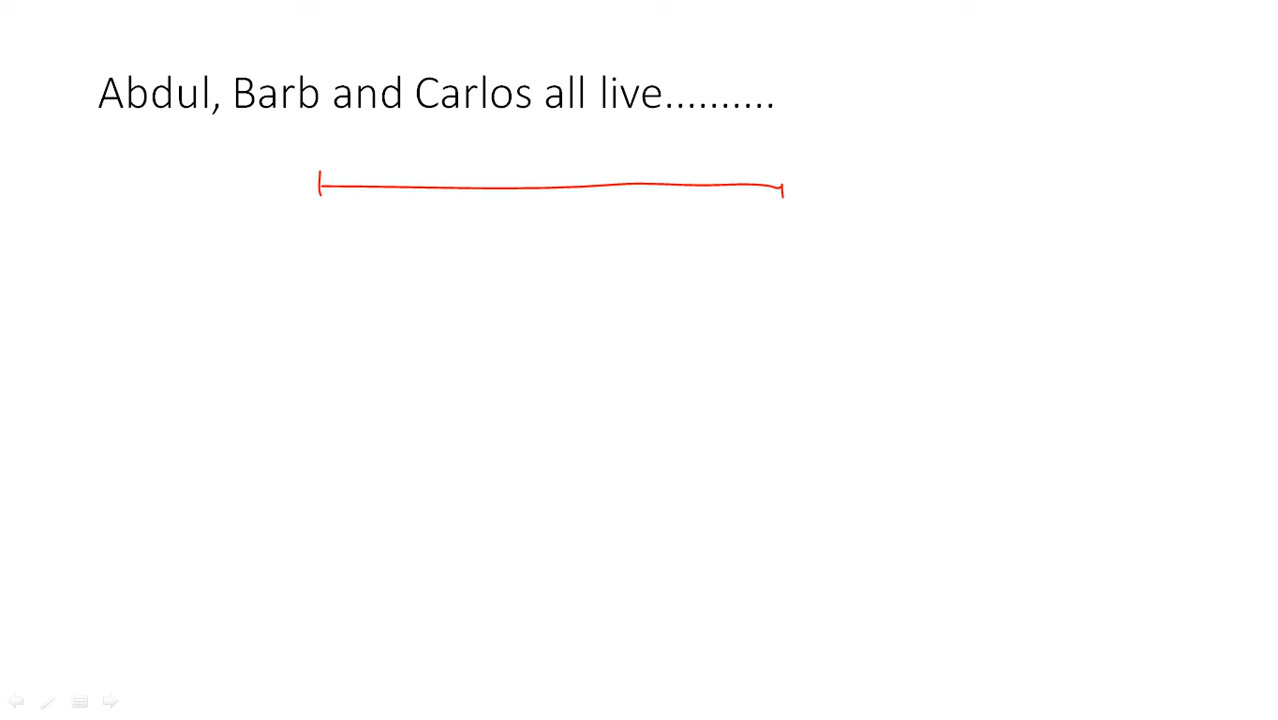 Abdul, Barb and Carlos all live..........